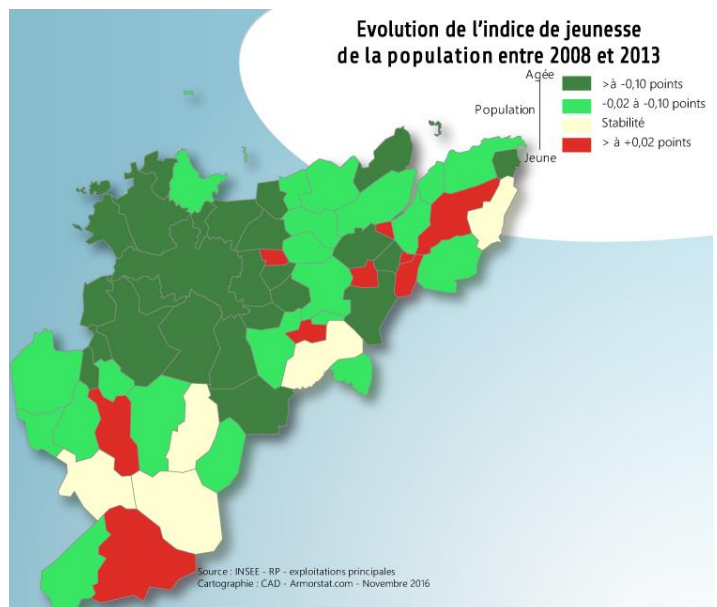 Evolution de l'indice de jeunesse
de la population entre 2008 et 2013
Agée
Population
Jeune
>à -0,10 points
-0,02 à -0,10 points
Stabilité
> à +0,02 points
Source : INSEE - RP - exploitations principales
Cartographie : CAD - Armorstat.com - Novembre 2016